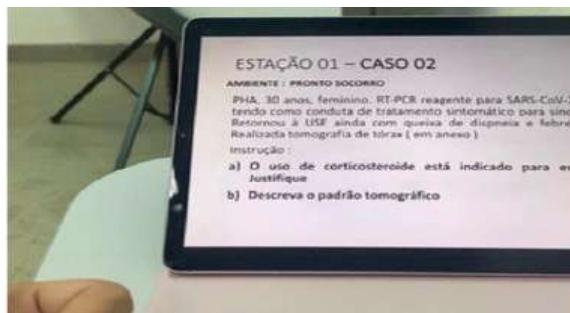 ESTAÇÃO 01 – CASO 02
AMBIENTE : PRONTO SOCORRO
PHA, 30 anos, feminino. RT-PCR reagente para SARS-CoV-
tendo como conduta de tratamento sintomático para
Retornou à USF ainda com queixa de dispneia e febre
Realizada tomografia de tórax ( em anexo )
Instrução :
a) O uso de corticosteroide está indicado para
Justifique
b) Descreva o padrão tomográfico